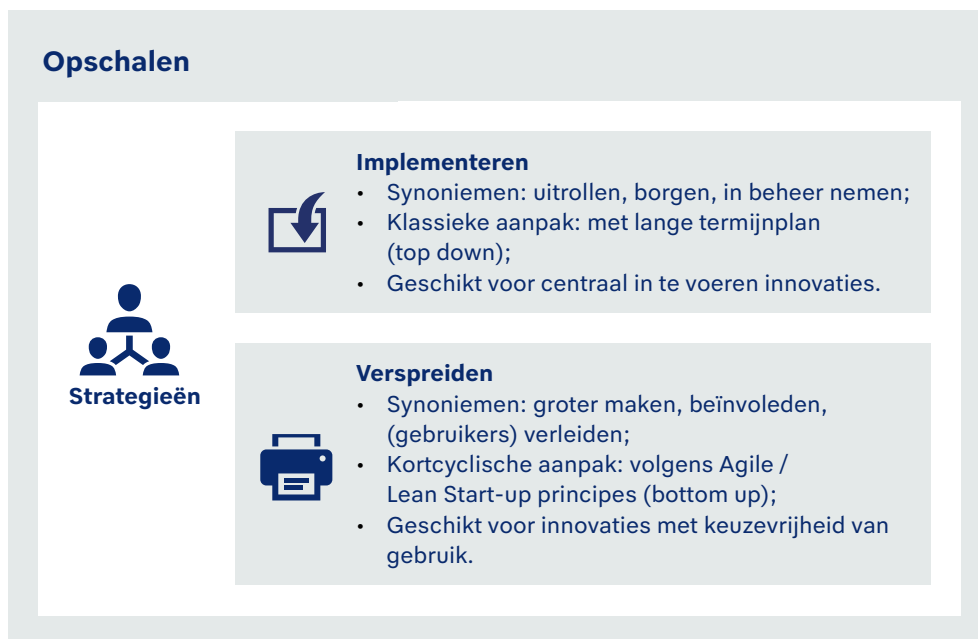 Opschalen
Strategieën
Implementeren
• Synoniemen: uitrollen, borgen, in beheer nemen;
• Klassieke aanpak: met lange termijnplan
(top down);
• Geschikt voor centraal in te voeren innovaties.
Verspreiden
• Synoniemen: groter maken, beïnvoleden,
(gebruikers) verleiden;
• Kortcyclische aanpak: volgens Agile /
Lean Start-up principes (bottom up);
• Geschikt voor innovaties met keuzevrijheid van
gebruik.